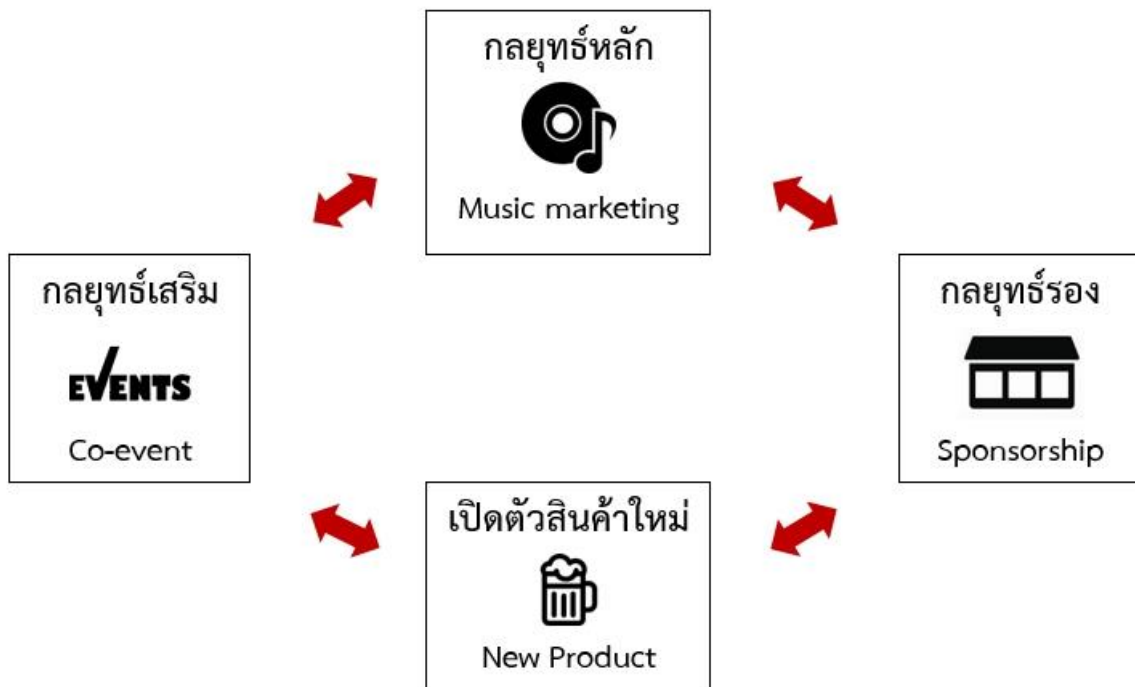 กลยุทธ์หลัก
Music marketing
กลยุทธ์เสริม
EVENTS
Co-event
กลยุทธ์รอง
Sponsorship
เปิดตัวสินค้าใหม่
New Product